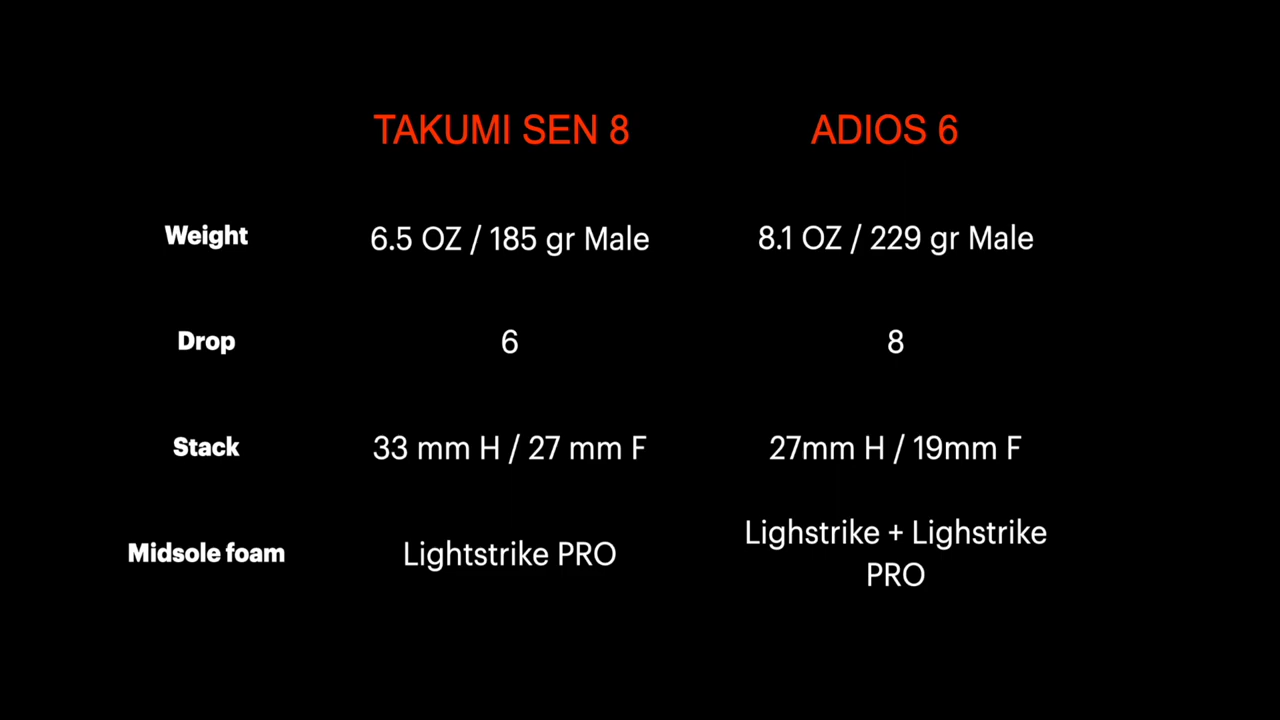 TAKUMI SEN 8 ADIOS 6
Weight 6.5 OZ / 185 gr Male 8.1 OZ / 229 gr Male
Drop 6 8
Stack 33 mm H / 27 mm F 27mm H / 19mm F
Midsole foam Lightstrike PRO Lighstrike + Lighstrike
PRO